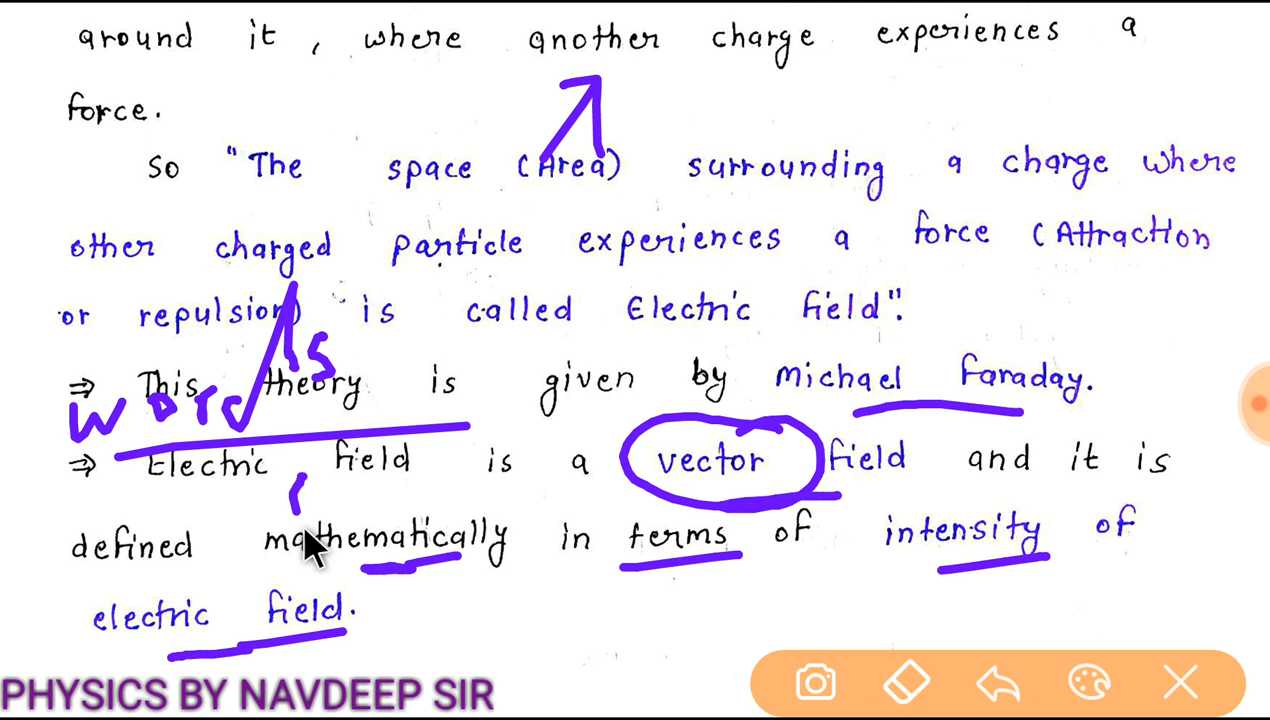 around it, where another charge experiences a
force.
So "The space (Area) surrounding a charge where
other charged particle experiences a force (Attraction
or repulsion) is called Electric field".
⇒ This theory is given by michael faraday.
⇒ Electric field is a vector field and it is
defined mathematically in terms of intensity of
electric field.
PHYSICS BY NAVDEEP SIR